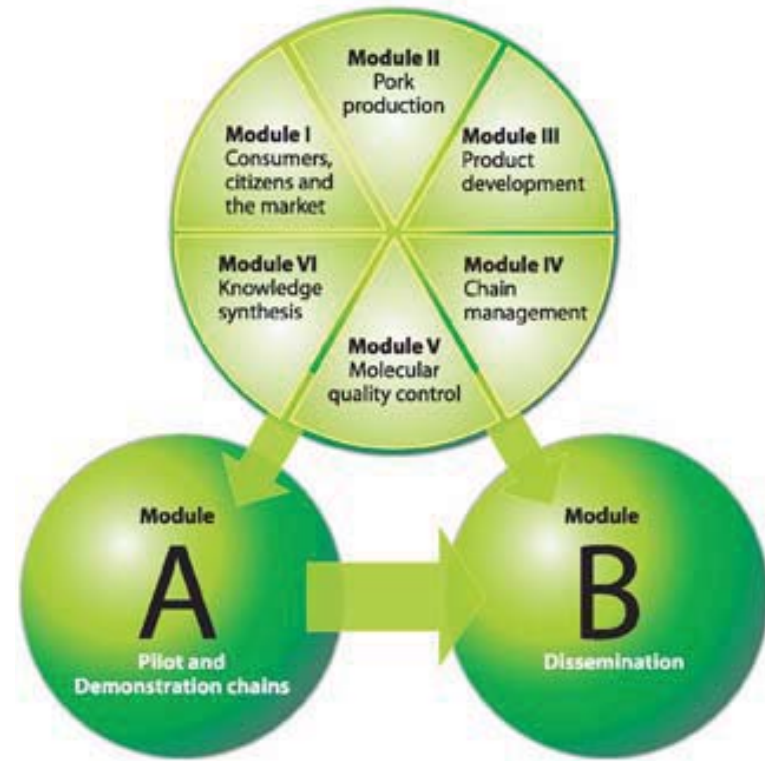 Module I
Consumers,
citizens and
the market
Module II
Pork
production
Module III
Product
development
Module IV
Chain
management
Module V
Molecular
quality control
Module VI
Knowledge
synthesis
Module
A
Pilot and
Demonstration chains
Module
B
Dissemination